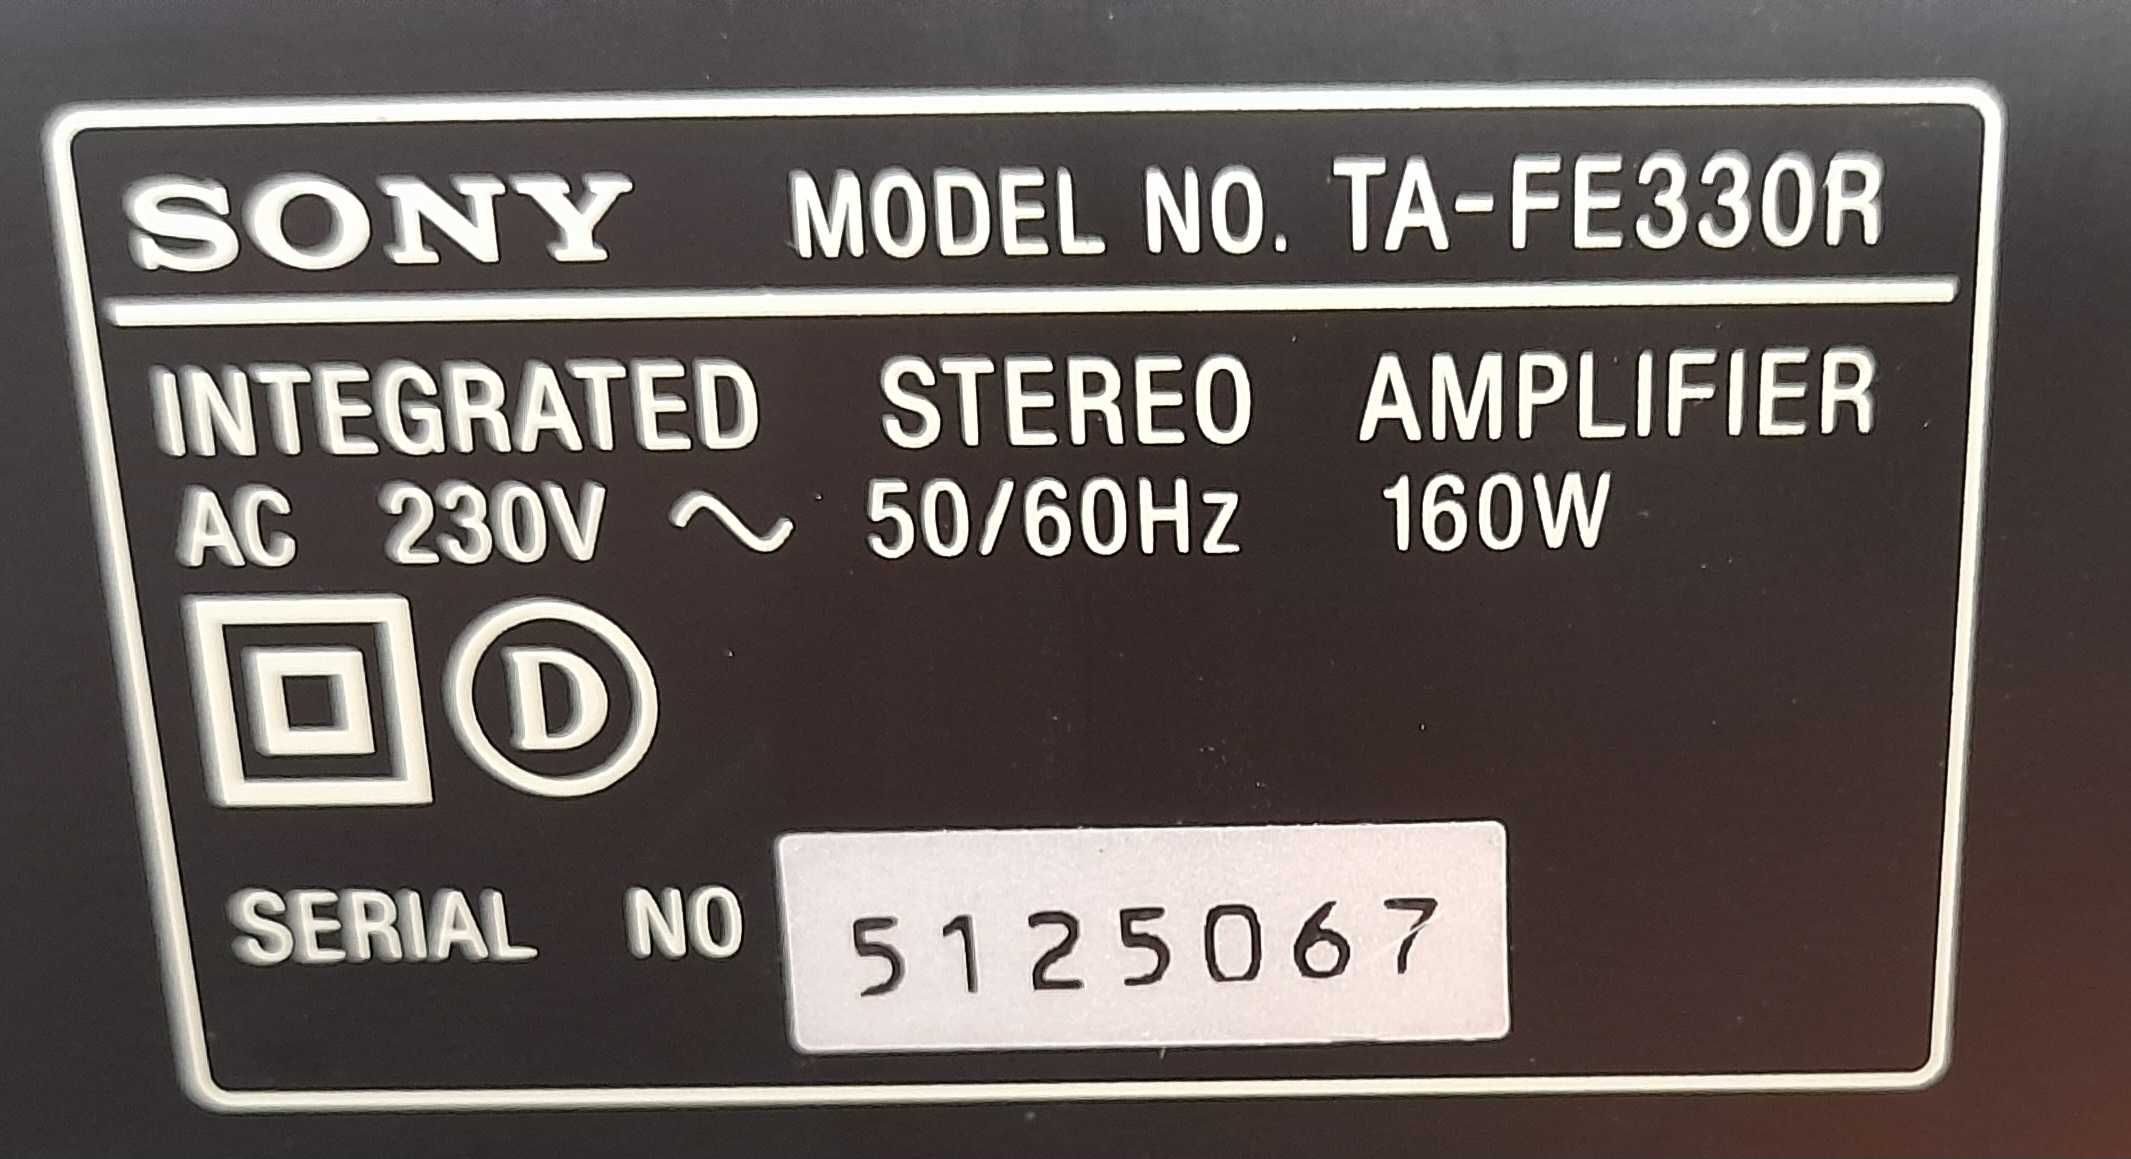 SONY MODEL NO. TA-FE330R
INTEGRATED STEREO AMPLIFIER
AC 230V ~ 50/60Hz 160W
D
SERIAL NO 5125067